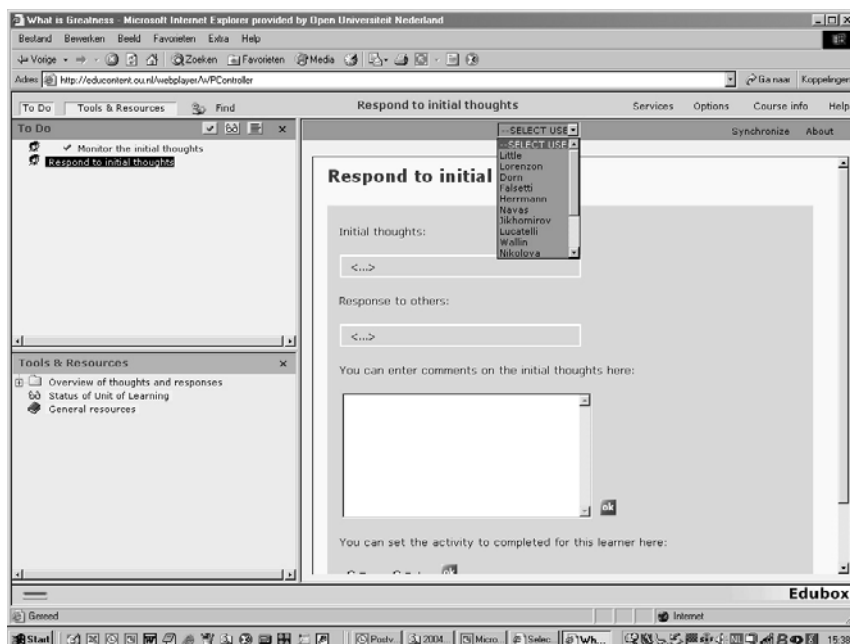 What is Greatness - Microsoft Internet Explorer provided by Open Universiteit Nederland
Bestand Bewerken Beeld Favorieten Extra Help
Vorige Zoeken Favorieten Media
Adres http://educontent.ou.nl/webplayer/WPController Ga naar Koppelingen
To Do Tools & Resources Find Respond to initial thoughts Services Options Course info Help
To Do --SELECT USE Synchronize About
Monitor the initial thoughts
Respond to initial thoughts
--SELECT USE
Little
Lorenzon
Dorn
Falsetti
Herrmann
Navas
Jikhomirov
Lucatelli
Wallin
Nikolova
Respond to initial
Initial thoughts:
<...>
Response to others:
<...>
Tools & Resources
Overview of thoughts and responses
Status of Unit of Learning
General resources
You can enter comments on the initial thoughts here:
ok
You can set the activity to completed for this learner here:
ok
Edubox
Gereed Internet
Start Postv... 2004... Micro... Selec... Wh... 15:38